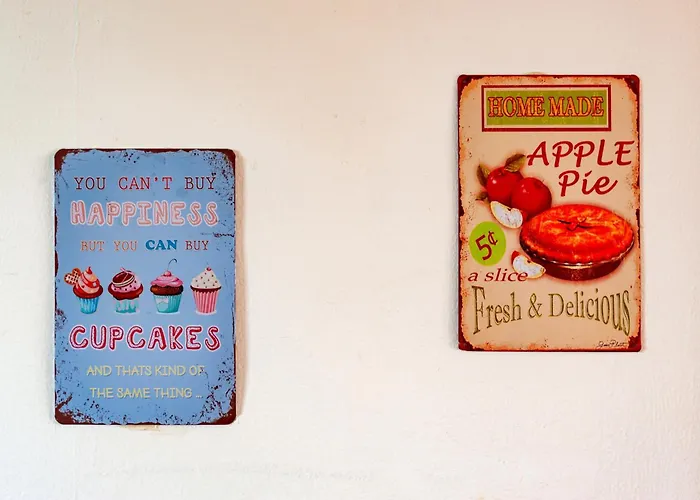 YOU CAN'T BUY
HAPPINESS
BUT YOU CAN BUY
CUPCAKES
AND THATS KIND OF
THE SAME THING ...
HOME MADE
APPLE
Pie
5¢
a slice
Fresh & Delicious